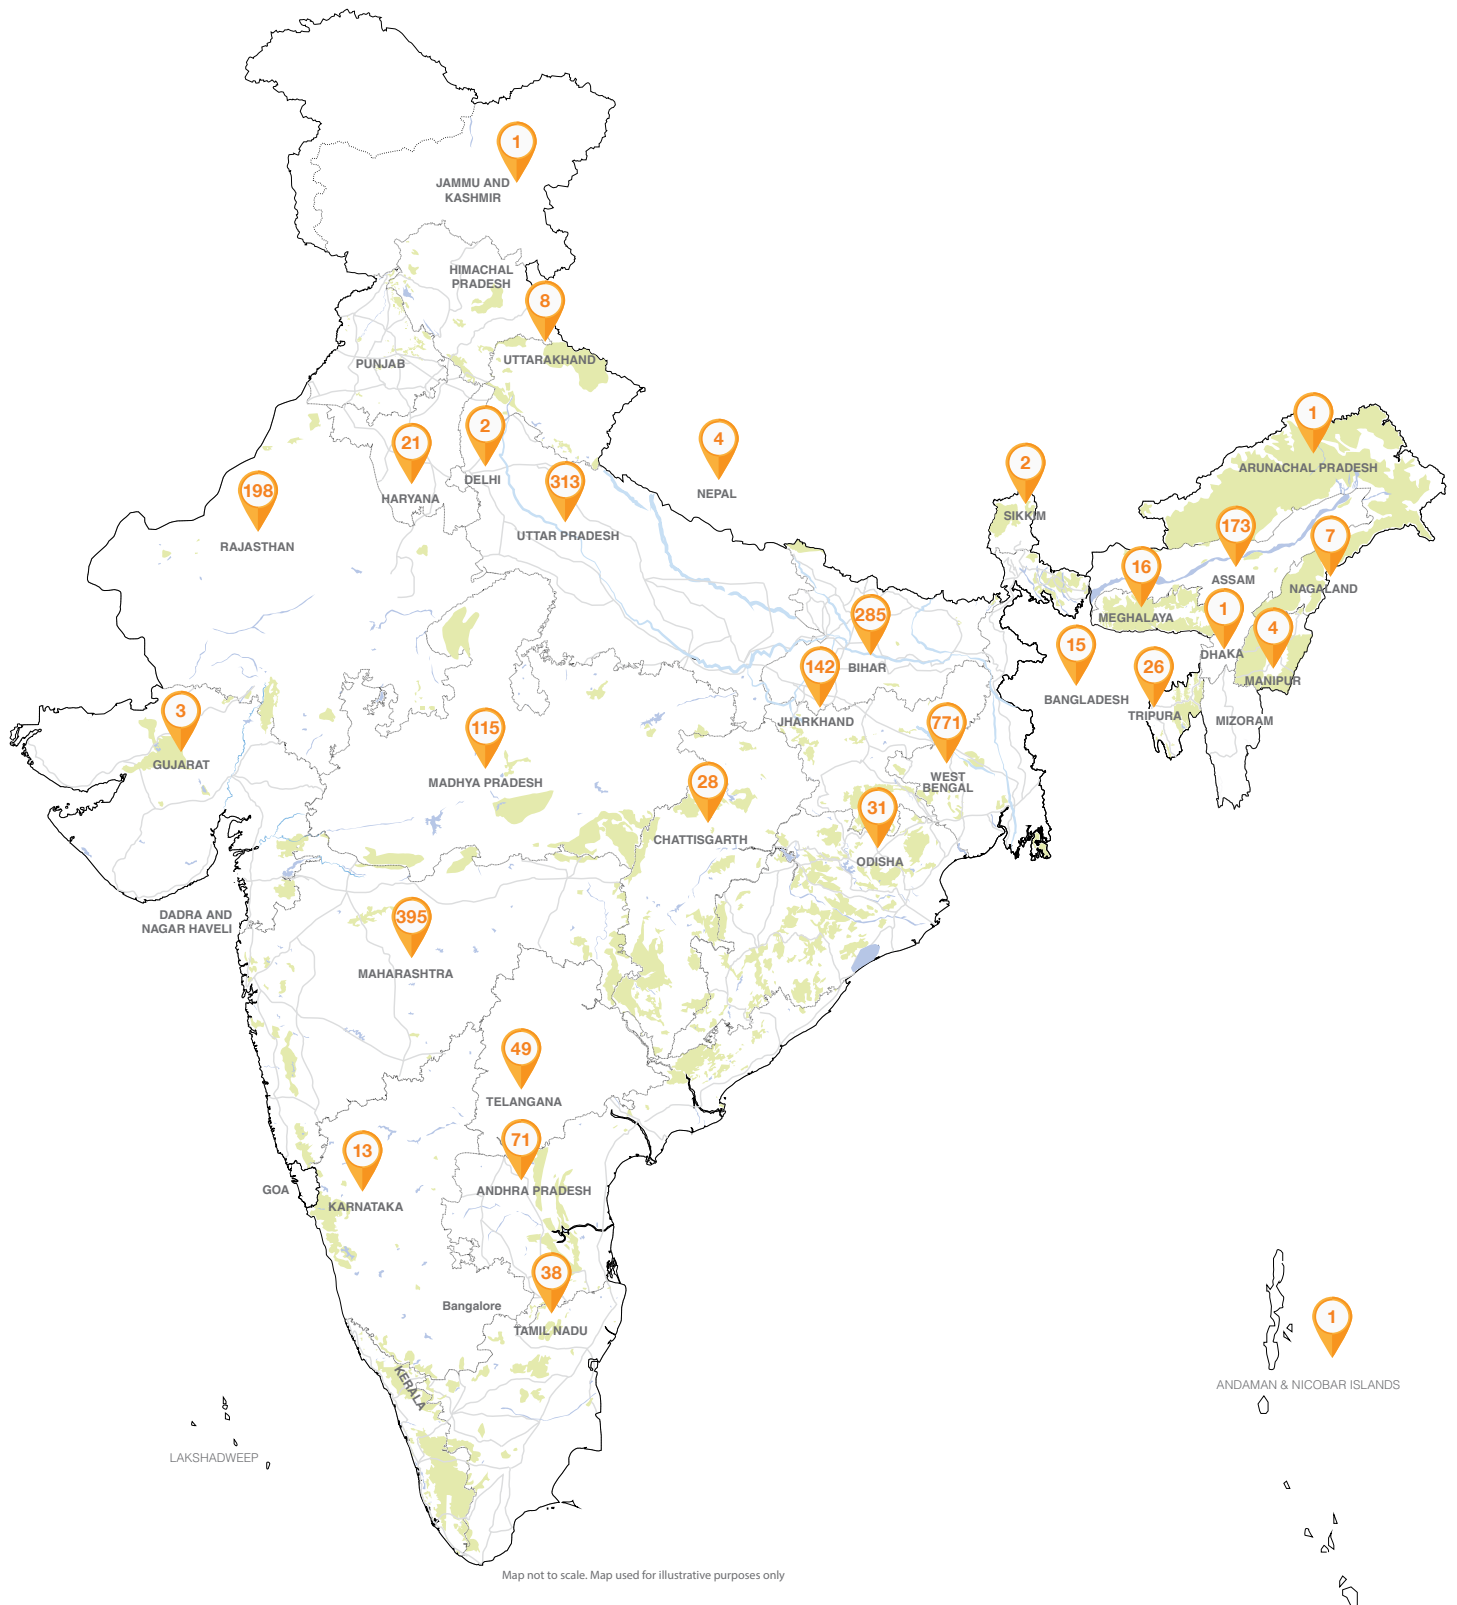 1
JAMMU AND
KASHMIR
HIMACHAL
PRADESH
8
UTTARAKHAND
PUNJAB
2
DELHI
21
HARYANA
313
UTTAR PRADESH
198
RAJASTHAN
4
NEPAL
2
SIKKIM
1
ARUNACHAL PRADESH
173
ASSAM
7
NAGALAND
16
MEGHALAYA
1
DHAKA
4
MANIPUR
15
BANGLADESH
26
TRIPURA
MIZORAM
285
BIHAR
142
JHARKHAND
771
WEST
BENGAL
3
GUJARAT
115
MADHYA PRADESH
28
CHATTISGARTH
31
ODISHA
DADRA AND
NAGAR HAVELI
395
MAHARASHTRA
49
TELANGANA
71
ANDHRA PRADESH
13
KARNATAKA
GOA
38
TAMIL NADU
Bangalore
KERALA
1
ANDAMAN & NICOBAR ISLANDS
LAKSHADWEEP
Map not to scale. Map used for illustrative purposes only